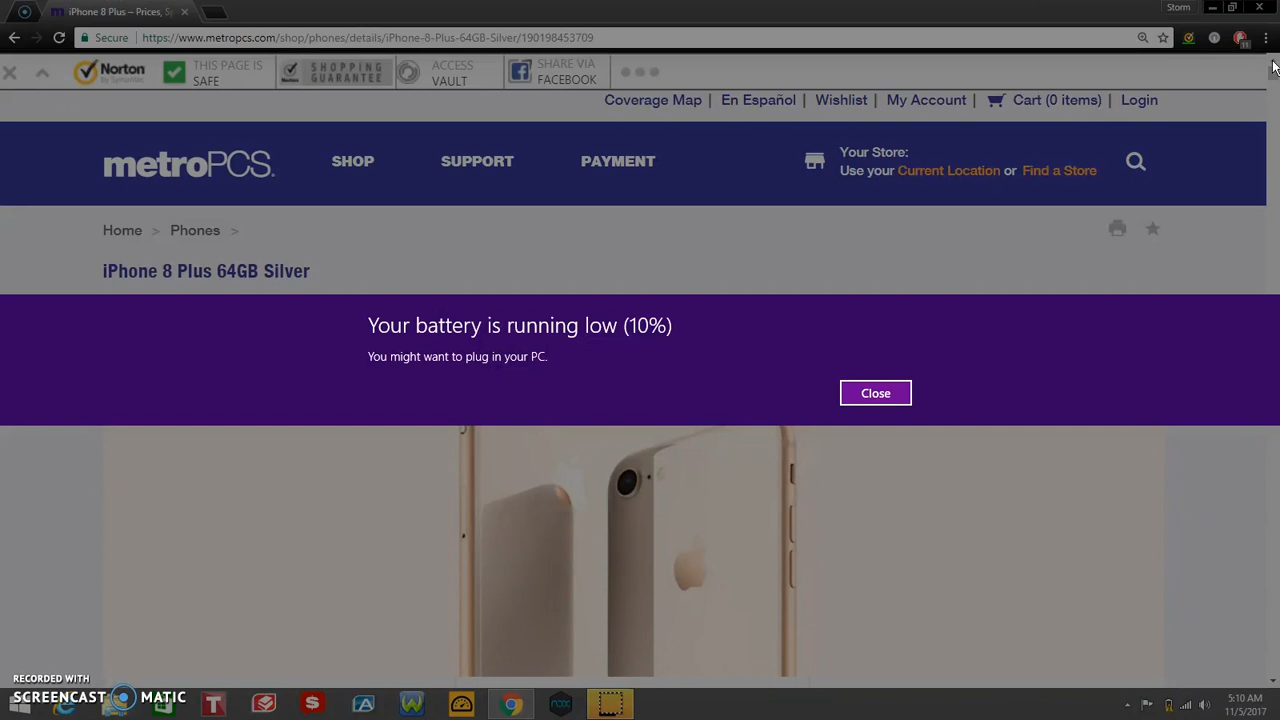 Storm
iPhone 8 Plus – Prices, S
Secure
https://www.metropcs.com/shop/phones/details/iPhone-8-Plus-64GB-Silver/190198453709
11
Norton
by Symantec
THIS PAGE IS
SAFE
SHOPPING
GUARANTEE
ACCESS
VAULT
SHARE VIA
FACEBOOK
Coverage Map | En Español | Wishlist | My Account | Cart (0 items) | Login
metroPCS.
SHOP
SUPPORT
PAYMENT
Your Store:
Use your Current Location or Find a Store
Home > Phones >
iPhone 8 Plus 64GB Silver
Your battery is running low (10%)
You might want to plug in your PC.
Close
RECORDED WITH
SCREENCAST MATIC
nox
5:10 AM
11/5/2017